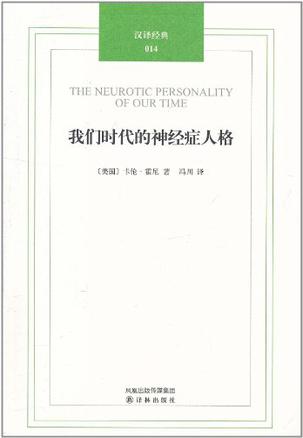 汉译经典
014
THE NEUROTIC PERSONALITY
OF OUR TIME
我们时代的神经症人格
〔美国〕卡伦·霍尼 著 冯川 译
凤凰出版传媒集团
译林出版社